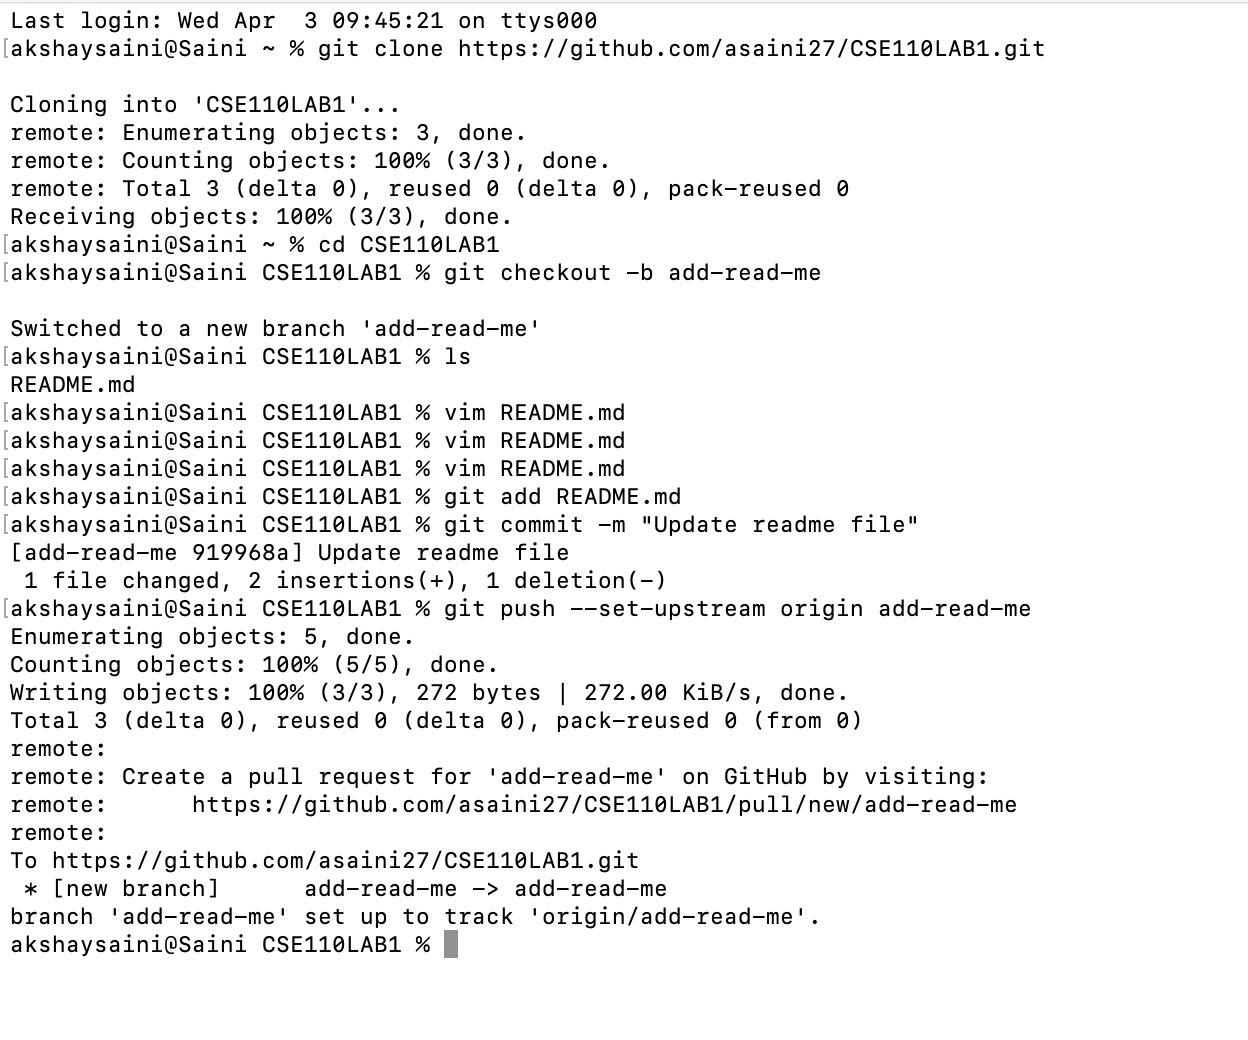 Last login: Wed Apr  3 09:45:21 on ttys000
[akshaysaini@Saini ~ % git clone https://github.com/asaini27/CSE110LAB1.git
Cloning into 'CSE110LAB1'...
remote: Enumerating objects: 3, done.
remote: Counting objects: 100% (3/3), done.
remote: Total 3 (delta 0), reused 0 (delta 0), pack-reused 0
Receiving objects: 100% (3/3), done.
[akshaysaini@Saini ~ % cd CSE110LAB1
[akshaysaini@Saini CSE110LAB1 % git checkout -b add-read-me
Switched to a new branch 'add-read-me'
[akshaysaini@Saini CSE110LAB1 % ls
README.md
[akshaysaini@Saini CSE110LAB1 % vim README.md
[akshaysaini@Saini CSE110LAB1 % vim README.md
[akshaysaini@Saini CSE110LAB1 % vim README.md
[akshaysaini@Saini CSE110LAB1 % git add README.md
[akshaysaini@Saini CSE110LAB1 % git commit -m "Update readme file"
[add-read-me 919968a] Update readme file
 1 file changed, 2 insertions(+), 1 deletion(-)
[akshaysaini@Saini CSE110LAB1 % git push --set-upstream origin add-read-me
Enumerating objects: 5, done.
Counting objects: 100% (5/5), done.
Writing objects: 100% (3/3), 272 bytes | 272.00 KiB/s, done.
Total 3 (delta 0), reused 0 (delta 0), pack-reused 0 (from 0)
remote:
remote: Create a pull request for 'add-read-me' on GitHub by visiting:
remote:      https://github.com/asaini27/CSE110LAB1/pull/new/add-read-me
remote:
To https://github.com/asaini27/CSE110LAB1.git
 * [new branch]      add-read-me -> add-read-me
branch 'add-read-me' set up to track 'origin/add-read-me'.
akshaysaini@Saini CSE110LAB1 %